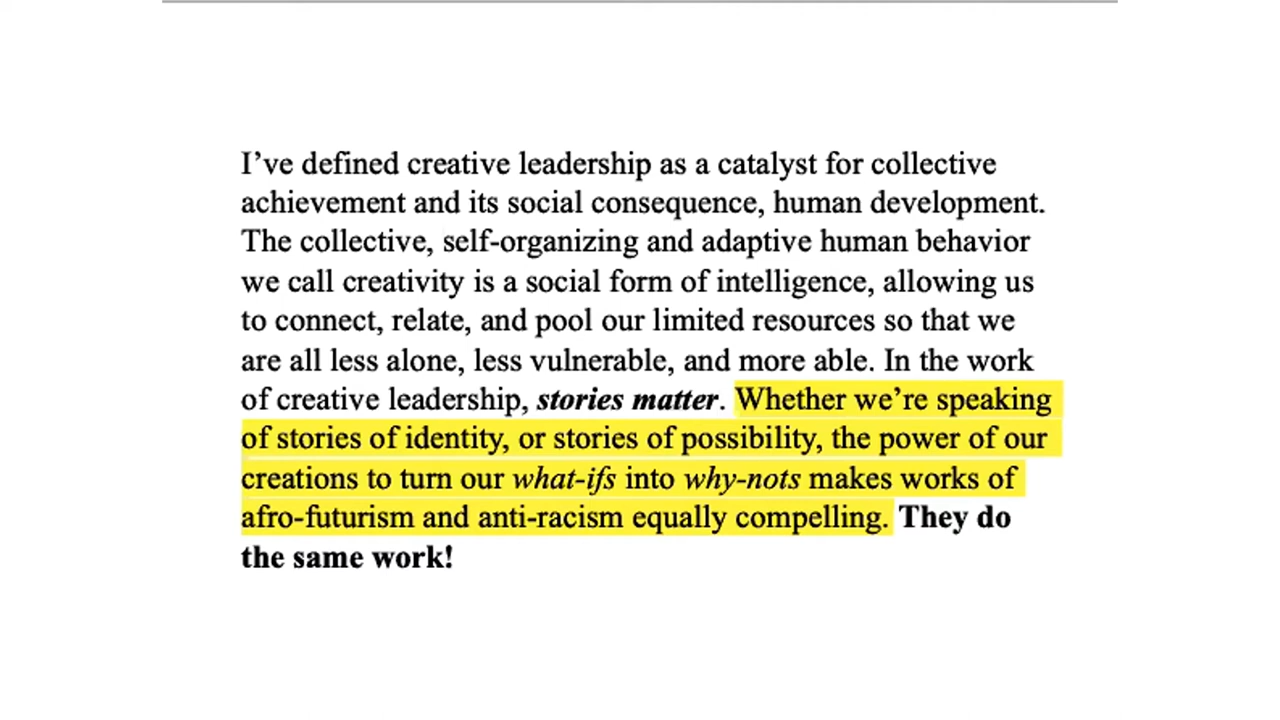 I’ve defined creative leadership as a catalyst for collective
achievement and its social consequence, human development.
The collective, self-organizing and adaptive human behavior
we call creativity is a social form of intelligence, allowing us
to connect, relate, and pool our limited resources so that we
are all less alone, less vulnerable, and more able. In the work
of creative leadership, stories matter. Whether we’re speaking
of stories of identity, or stories of possibility, the power of our
creations to turn our what-ifs into why-nots makes works of
afro-futurism and anti-racism equally compelling. They do
the same work!